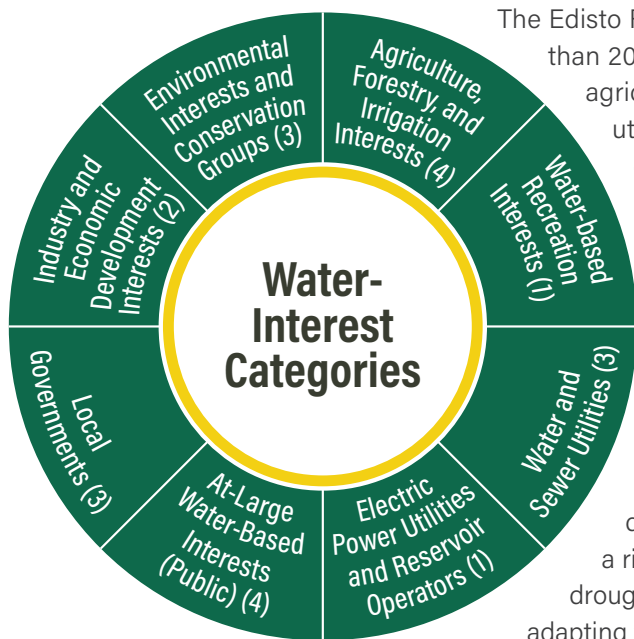 The Edisto
than 20
agric
ut
Environmental
Interests and
Conservation
Groups (3)
Agriculture,
Forestry, and
Irrigation
Interests (4)
Water-based
Recreation
Interests (1)
Water and
Sewer Utilities (3)
Electric
Power Utilities
and Reservoir
Operators (1)
At-Large
Water-Based
Interests
(Public) (4)
Local
Governments (3)
Industry and
Economic
Development
Interests (2)
Water-
Interest
Categories
a ri
droug
adapting